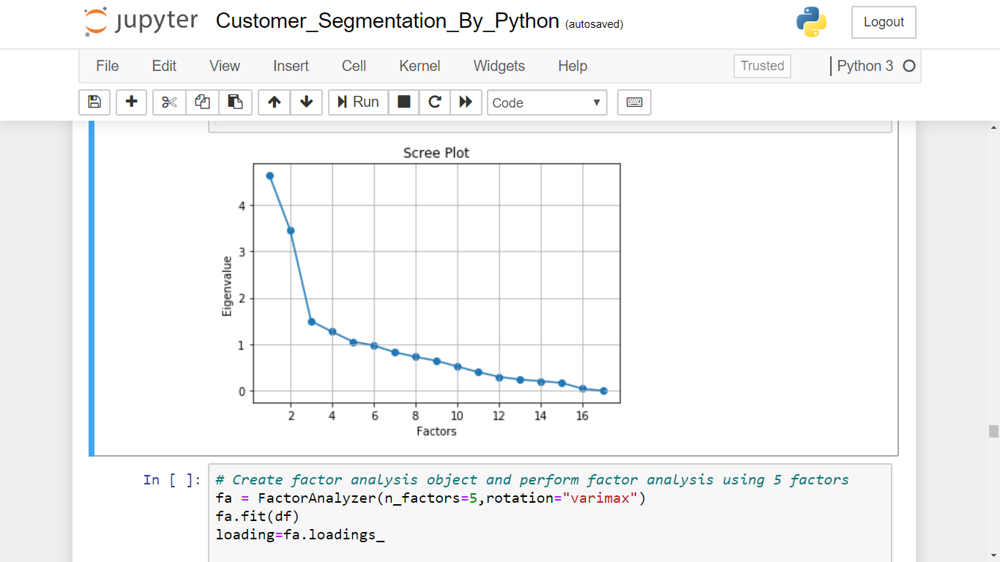 jupyter Customer_Segmentation_By_Python (autosaved) Logout
File Edit View Insert Cell Kernel Widgets Help Trusted Python 3
Run Code
Scree Plot
4
3
2
1
0
Eigenvalue
2 4 6 8 10 12 14 16
Factors
In [ ]: # Create factor analysis object and perform factor analysis using 5 factors
fa = FactorAnalyzer(n_factors=5,rotation="varimax")
fa.fit(df)
loading=fa.loadings_